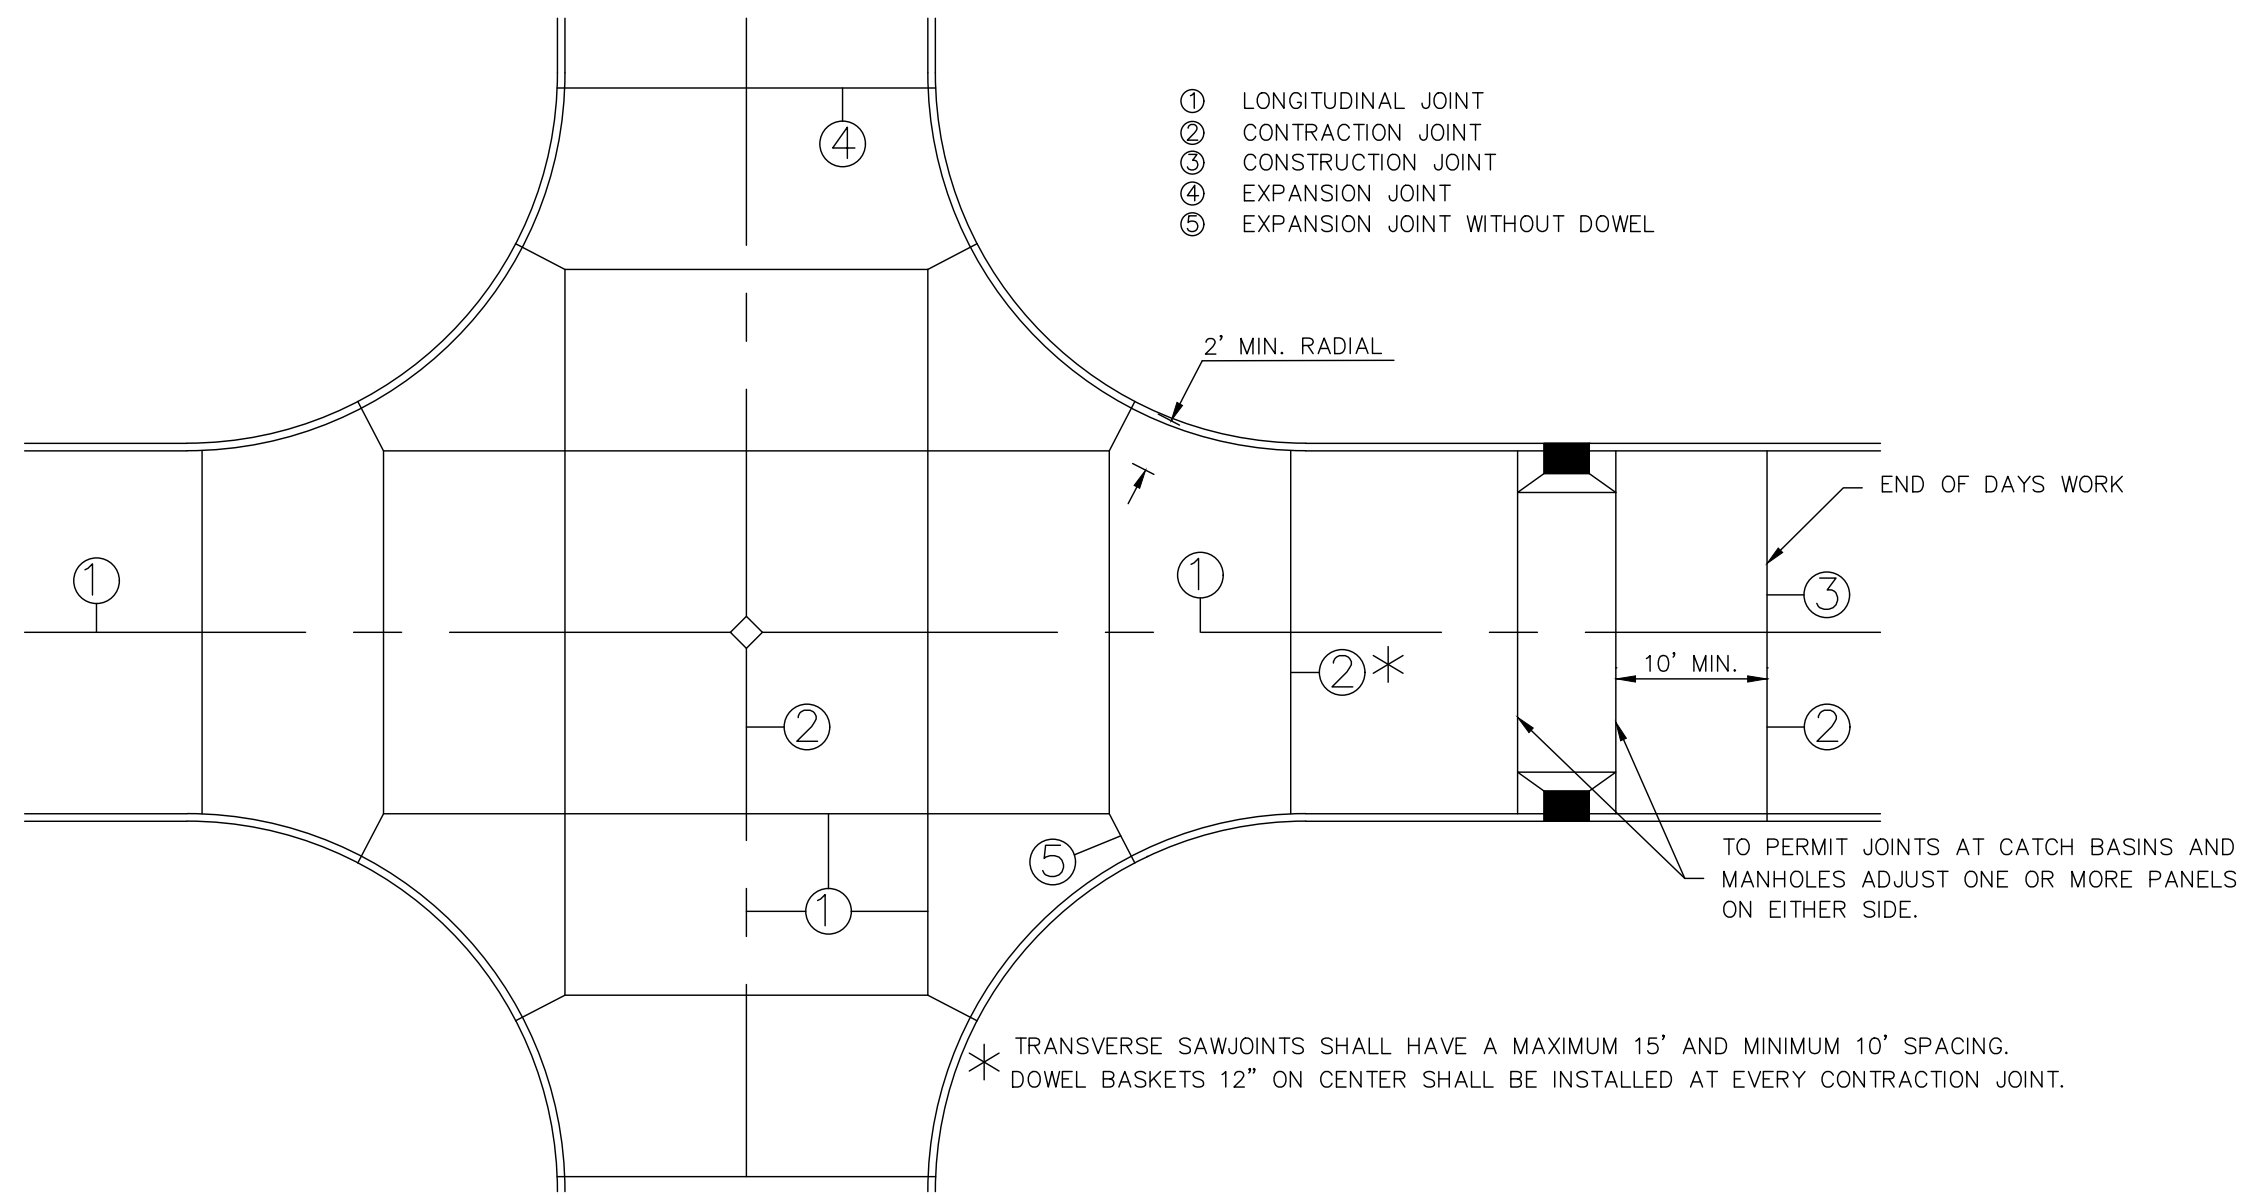 ① LONGITUDINAL JOINT
② CONTRACTION JOINT
③ CONSTRUCTION JOINT
④ EXPANSION JOINT
⑤ EXPANSION JOINT WITHOUT DOWEL
4
2' MIN. RADIAL
END OF DAYS WORK
1
1
3
2*
10' MIN.
2
2
TO PERMIT JOINTS AT CATCH BASINS AND
MANHOLES ADJUST ONE OR MORE PANELS
ON EITHER SIDE.
5
1
* TRANSVERSE SAWJOINTS SHALL HAVE A MAXIMUM 15' AND MINIMUM 10' SPACING.
DOWEL BASKETS 12" ON CENTER SHALL BE INSTALLED AT EVERY CONTRACTION JOINT.